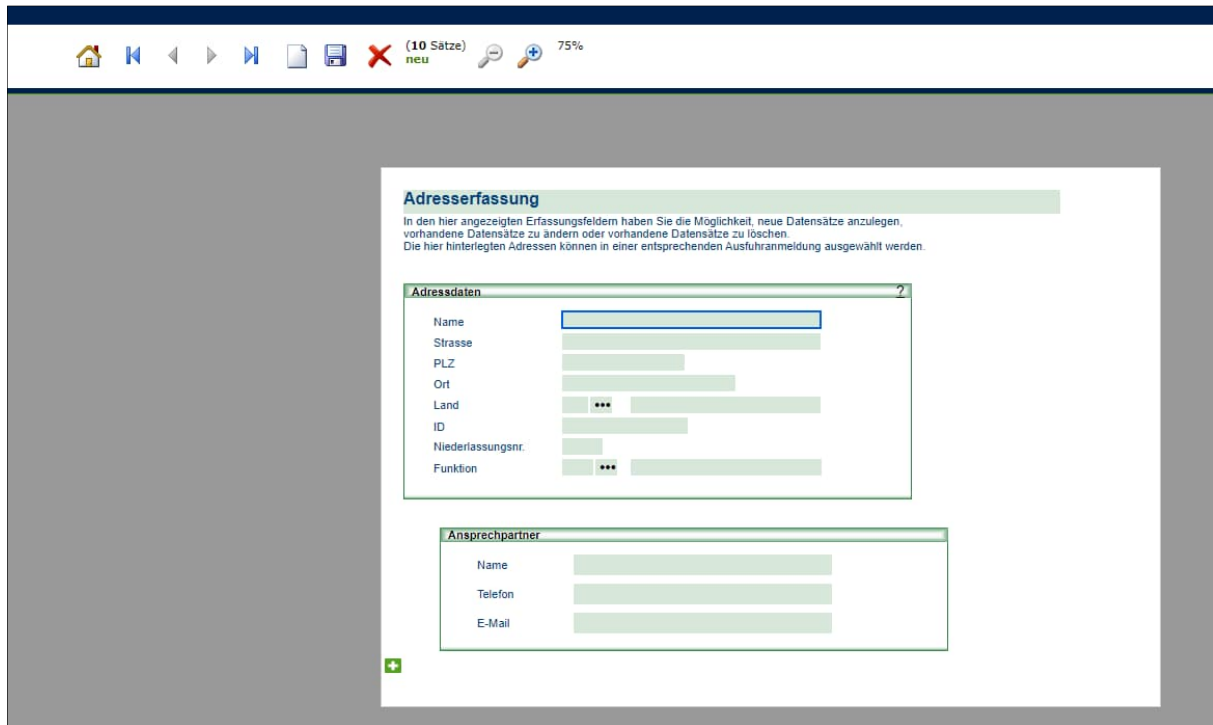 (10 Sätze)
neu
75%
Adresserfassung
In den hier angezeigten Erfassungsfeldern haben Sie die Möglichkeit, neue Datensätze anzulegen,
vorhandene Datensätze zu ändern oder vorhandene Datensätze zu löschen.
Die hier hinterlegten Adressen können in einer entsprechenden Ausfuhranmeldung ausgewählt werden.
Adressdaten ?
Name
Strasse
PLZ
Ort
Land •••
ID
Niederlassungsnr.
Funktion •••
Ansprechpartner
Name
Telefon
E-Mail